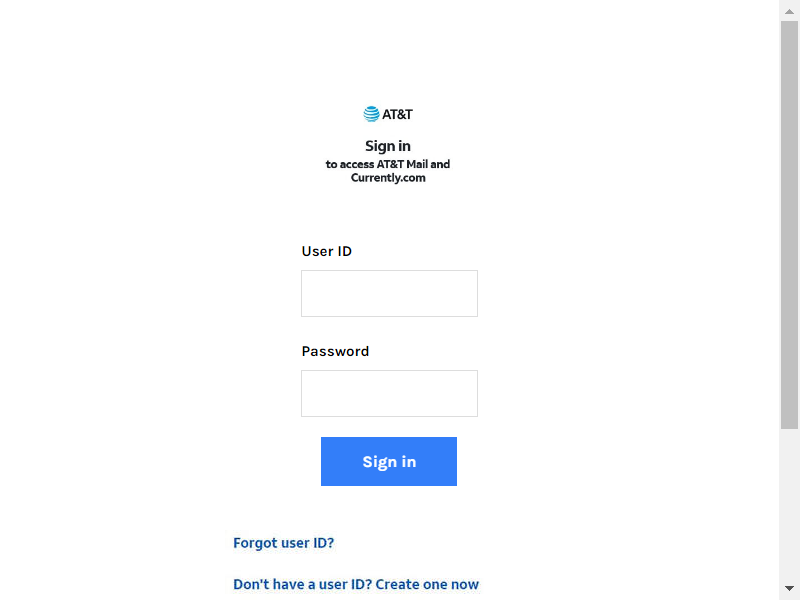 AT&T
Sign in
to access AT&T Mail and
Currently.com
User ID
Password
Sign in
Forgot user ID?
Don't have a user ID? Create one now